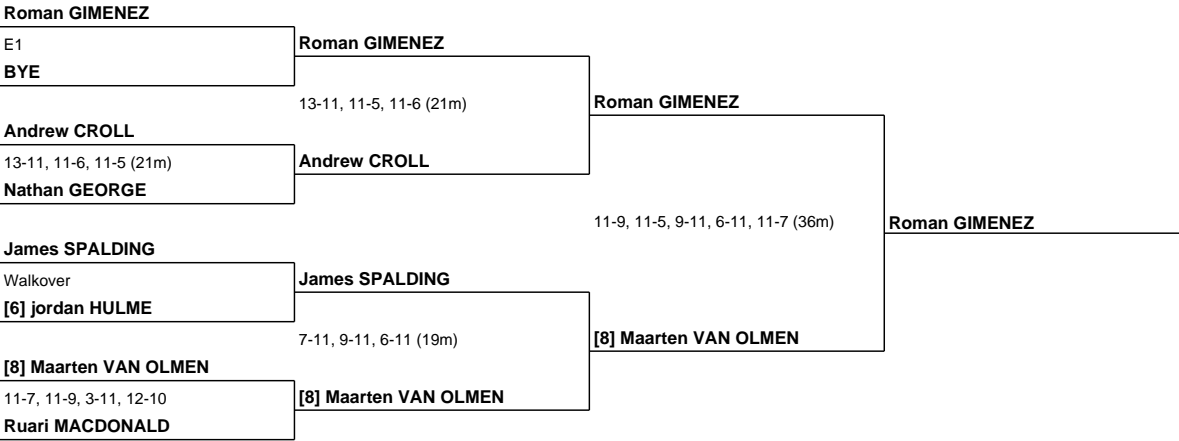 Roman GIMENEZ
E1
BYE
Roman GIMENEZ
13-11, 11-5, 11-6 (21m)
Roman GIMENEZ
Andrew CROLL
13-11, 11-6, 11-5 (21m)
Nathan GEORGE
Andrew CROLL
11-9, 11-5, 9-11, 6-11, 11-7 (36m)
Roman GIMENEZ
James SPALDING
Walkover
[6] jordan HULME
James SPALDING
7-11, 9-11, 6-11 (19m)
[8] Maarten VAN OLMEN
[8] Maarten VAN OLMEN
11-7, 11-9, 3-11, 12-10
Ruari MACDONALD
[8] Maarten VAN OLMEN